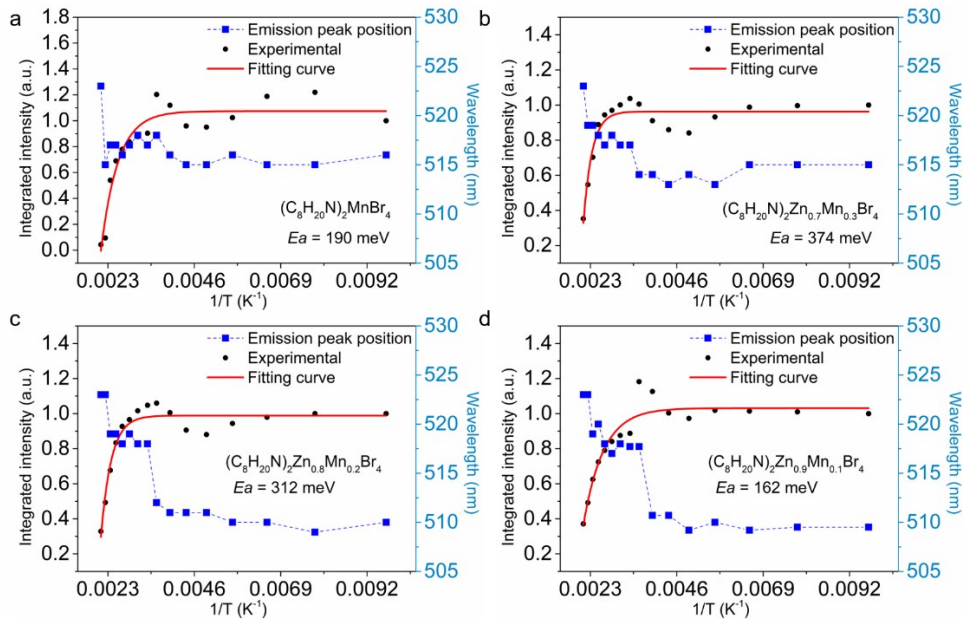 a
Emission peak position
Experimental
Fitting curve
(C₈H₂₀N)₂MnBr₄
Ea = 190 meV
Integrated intensity (a.u.)
1.8
1.6
1.4
1.2
1.0
0.8
0.6
0.4
0.2
0.0
0.0023 0.0046 0.0069 0.0092
1/T (K⁻¹)
530
525
520
515
510
505
Wavelength (nm)
b
Emission peak position
Experimental
Fitting curve
(C₈H₂₀N)₂Zn₀.₇Mn₀.₃Br₄
Ea = 374 meV
Integrated intensity (a.u.)
1.4
1.2
1.0
0.8
0.6
0.4
0.2
0.0023 0.0046 0.0069 0.0092
1/T (K⁻¹)
530
525
520
515
510
505
Wavelength (nm)
c
Emission peak position
Experimental
Fitting curve
(C₈H₂₀N)₂Zn₀.₈Mn₀.₂Br₄
Ea = 312 meV
Integrated intensity (a.u.)
1.4
1.2
1.0
0.8
0.6
0.4
0.2
0.0023 0.0046 0.0069 0.0092
1/T (K⁻¹)
530
525
520
515
510
505
Wavelength (nm)
d
Emission peak position
Experimental
Fitting curve
(C₈H₂₀N)₂Zn₀.₉Mn₀.₁Br₄
Ea = 162 meV
Integrated intensity (a.u.)
1.4
1.2
1.0
0.8
0.6
0.4
0.2
0.0023 0.0046 0.0069 0.0092
1/T (K⁻¹)
530
525
520
515
510
505
Wavelength (nm)